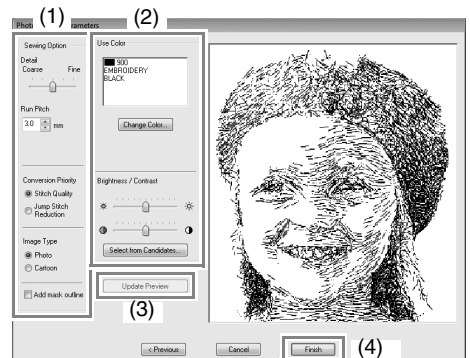 (1)
(2)
Photo
rameters
Sewing Option
Detail
Coarse
Fine
Run Pitch
3.0
mm
Conversion Priority
Stitch Quality
Jump Stitch
Reduction
Image Type
Photo
Cartoon
Add mask outline
Use Color
900
EMBROIDERY
BLACK
Change Color...
Brightness / Contrast
Select from Candidates...
Update Preview
(3)
< Previous
Cancel
Finish
(4)